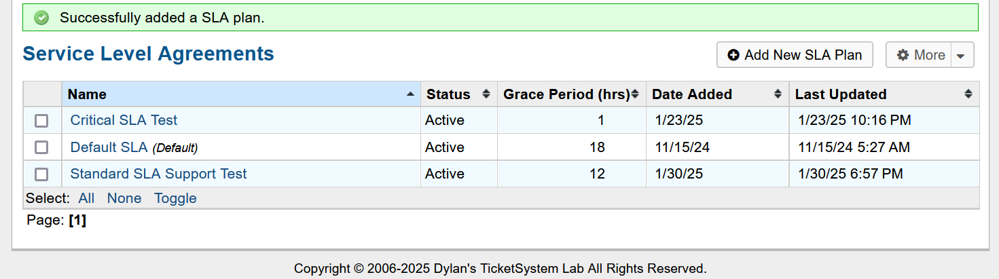 Successfully added a SLA plan.
Service Level Agreements Add New SLA Plan More
Name Status Grace Period (hrs) Date Added Last Updated
Critical SLA Test Active 1 1/23/25 1/23/25 10:16 PM
Default SLA (Default) Active 18 11/15/24 11/15/24 5:27 AM
Standard SLA Support Test Active 12 1/30/25 1/30/25 6:57 PM
Select: All None Toggle
Page: [1]
Copyright © 2006-2025 Dylan's TicketSystem Lab All Rights Reserved.